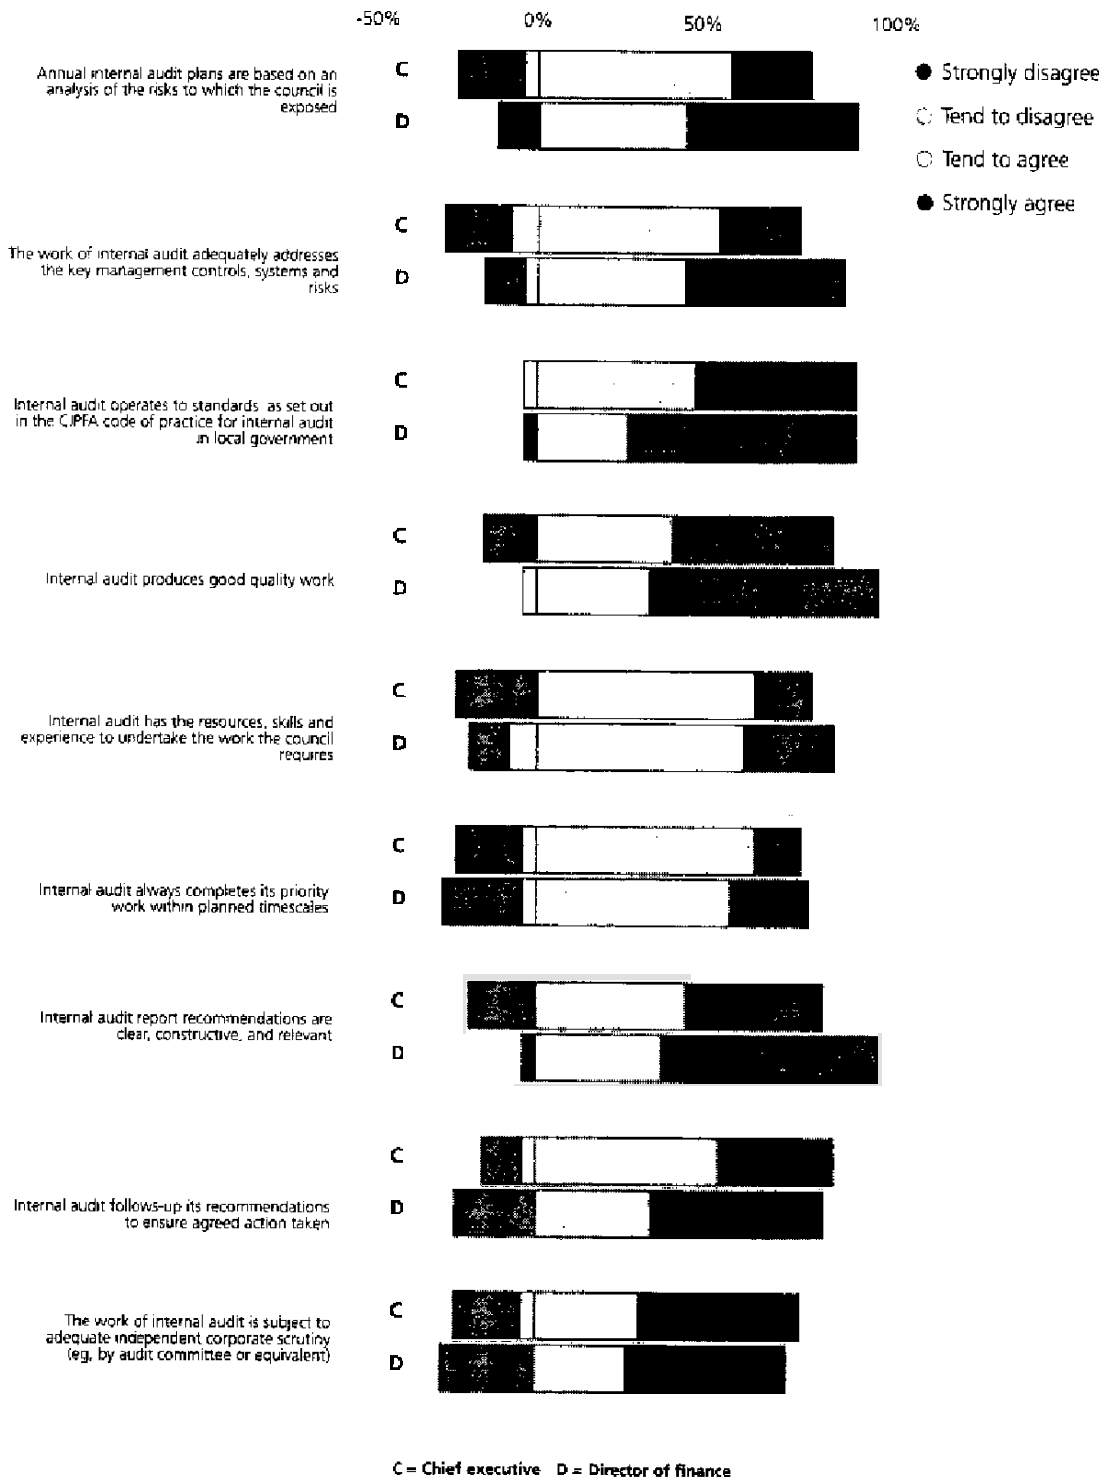 -50% 0% 50% 100%
Strongly disagree
Tend to disagree
Tend to agree
Strongly agree
Annual internal audit plans are based on an
analysis of the risks to which the council is
exposed
C
D
The work of internal audit adequately addresses
the key management controls, systems and
risks
C
D
Internal audit operates to standards as set out
in the CIPFA code of practice for internal audit
in local government
C
D
Internal audit produces good quality work
C
D
Internal audit has the resources, skills and
experience to undertake the work the council
requires
C
D
Internal audit always completes its priority
work within planned timescales
C
D
Internal audit report recommendations are
clear, constructive, and relevant
C
D
Internal audit follows-up its recommendations
to ensure agreed action taken
C
D
The work of internal audit is subject to
adequate independent corporate scrutiny
(eg, by audit committee or equivalent)
C
D
C = Chief executive D = Director of finance